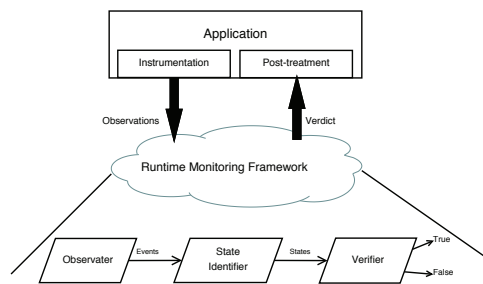 Application
Instrumentation
Post-treatment
Observations
Verdict
Runtime Monitoring Framework
Observater
Events
State
Identifier
States
Verifier
True
False